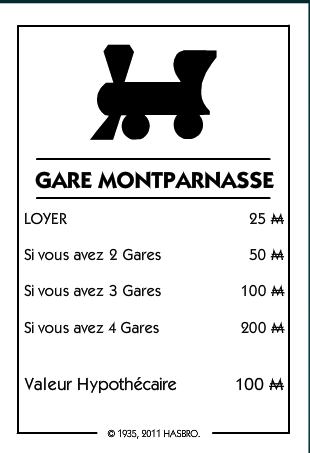 GARE MONTPARNASSE
LOYER 25 ₩
Si vous avez 2 Gares 50 ₩
Si vous avez 3 Gares 100 ₩
Si vous avez 4 Gares 200 ₩
Valeur Hypothécaire 100 ₩
© 1935, 2011 HASBRO.